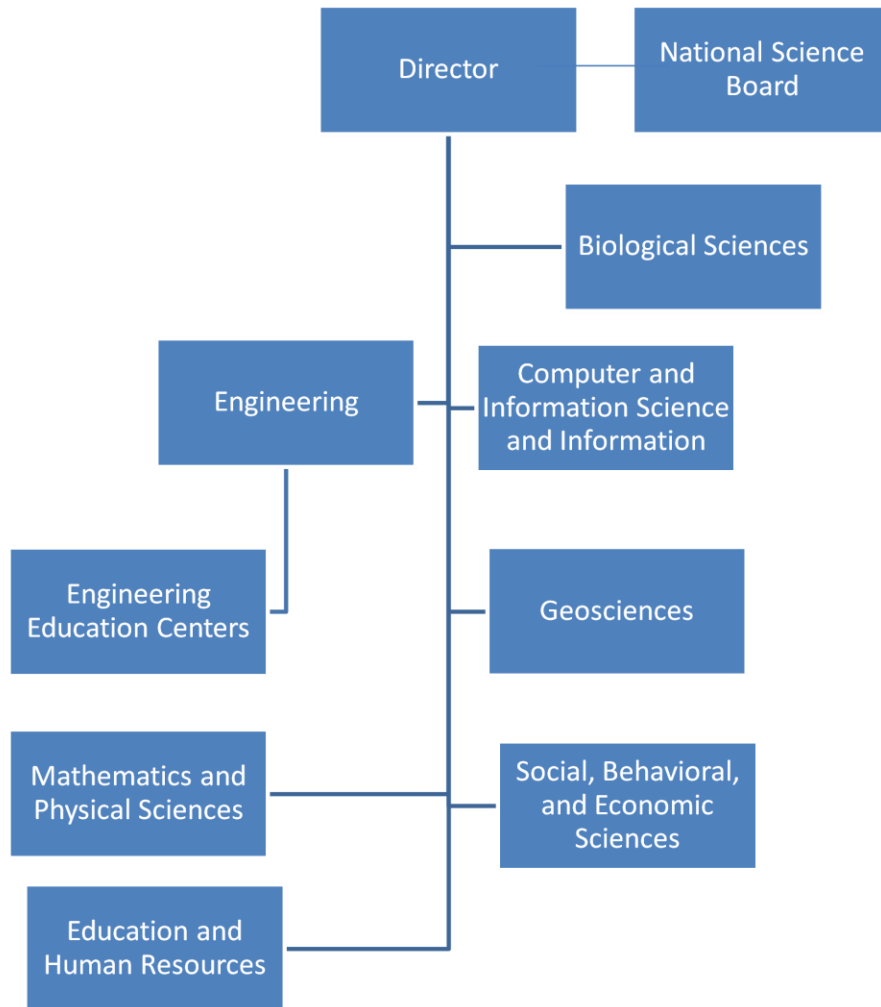 Director
National Science
Board
Biological Sciences
Engineering
Computer and
Information Science
and Information
Engineering
Education Centers
Geosciences
Mathematics and
Physical Sciences
Social, Behavioral,
and Economic
Sciences
Education and
Human Resources